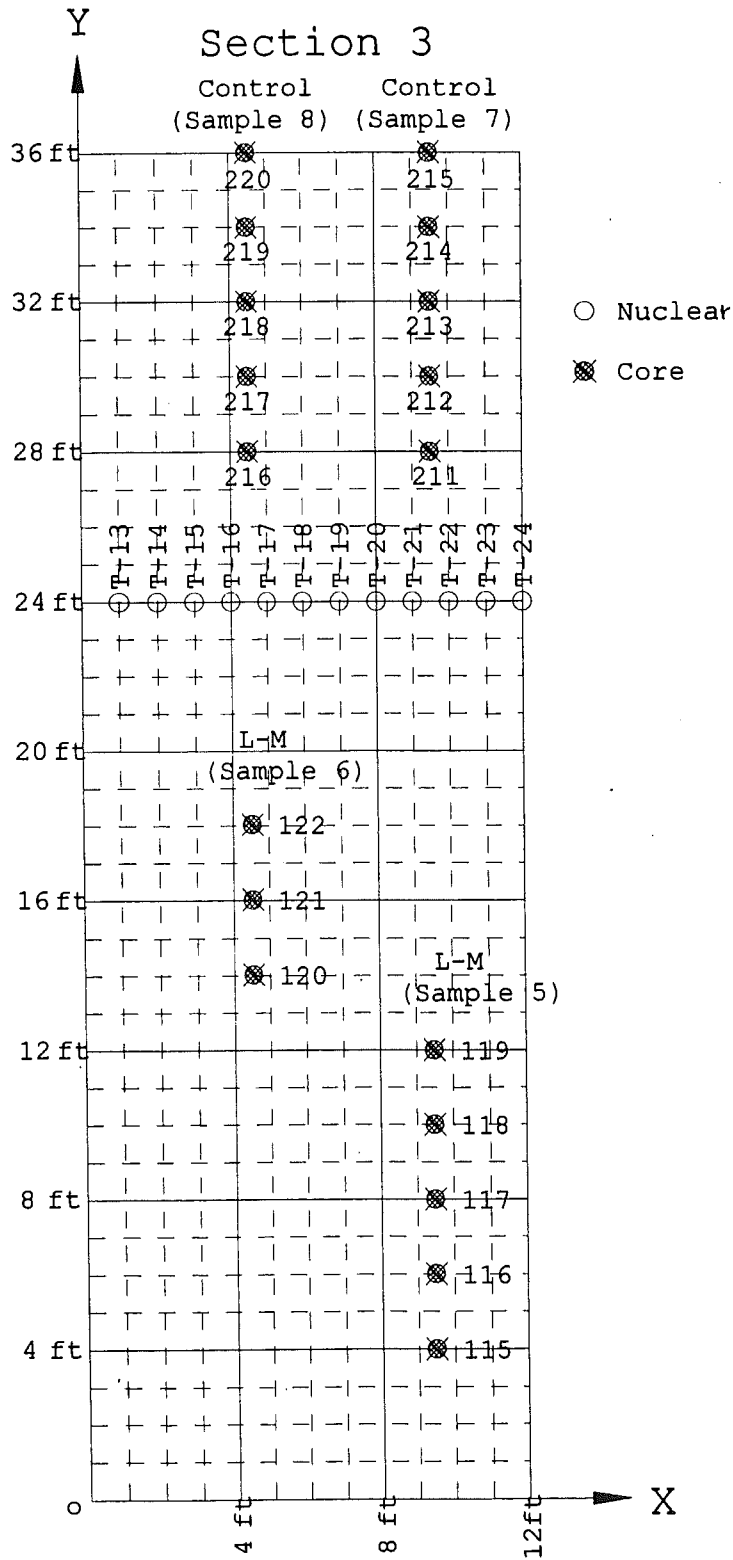 Y
Section 3
Control
(Sample 8)
Control
(Sample 7)
36 ft
220
215
219
214
32 ft
218
213
Nuclear
Core
217
212
28 ft
216
211
T-13
T-14
T-15
T-16
T-17
T-18
T-19
T-20
T-21
T-22
T-23
T-24
24 ft
20 ft
L-M
(Sample 6)
122
16 ft
121
120
L-M
(Sample 5)
12 ft
119
118
8 ft
117
116
4 ft
115
O
4 ft
8 ft
12ft
X